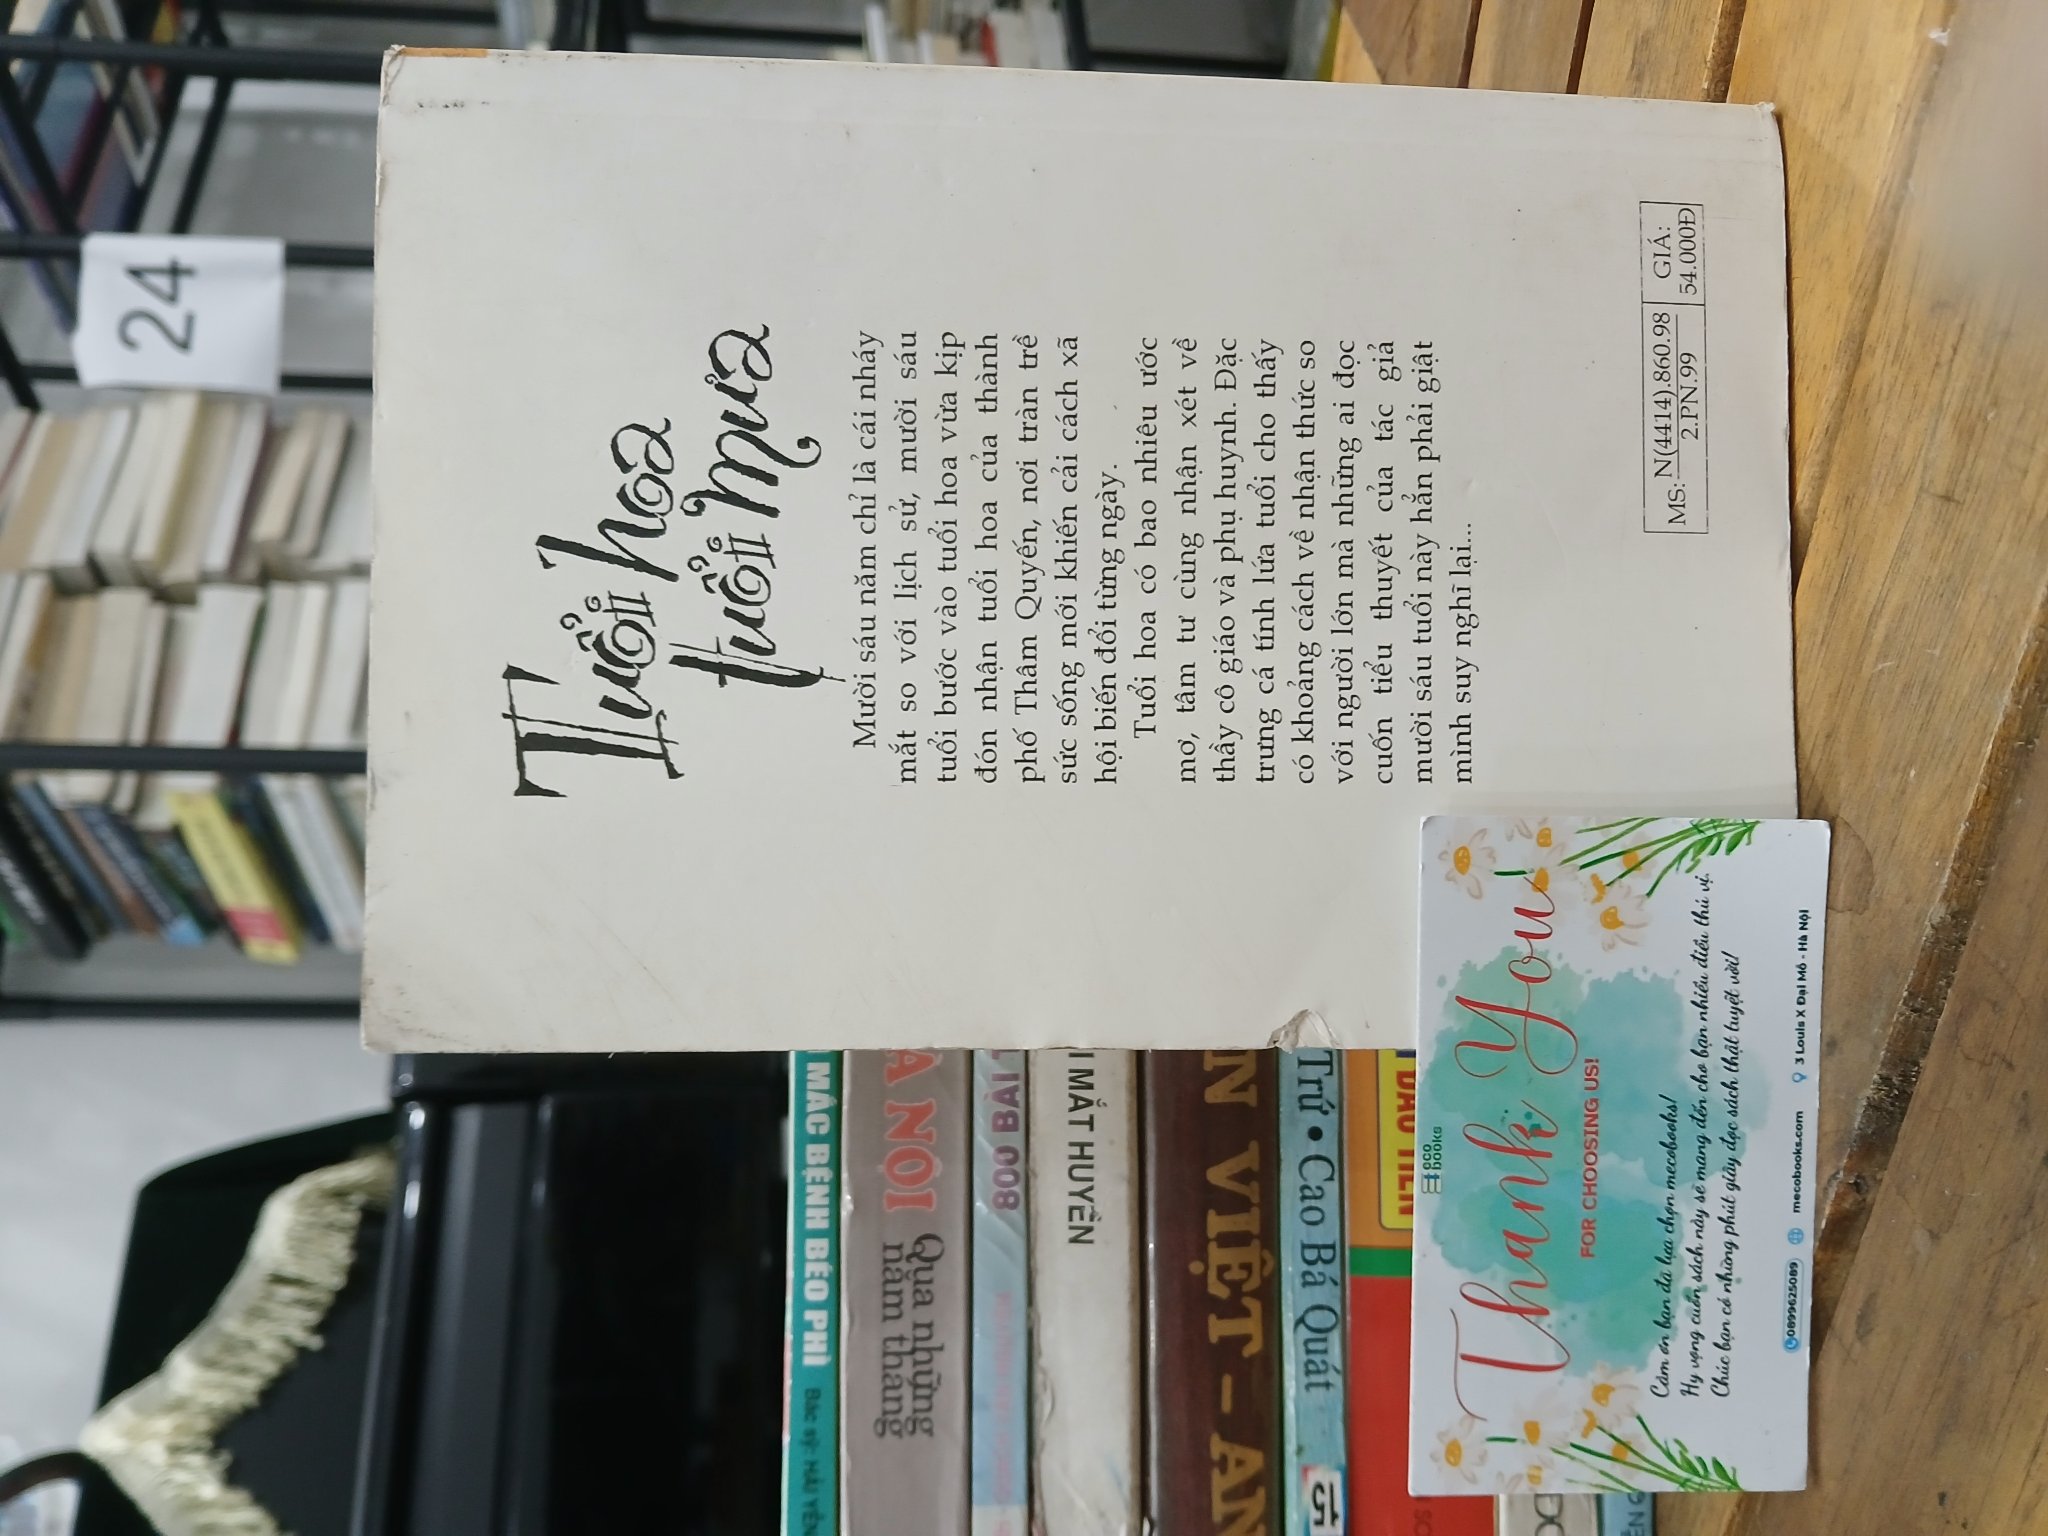 24
Tuổi hoa
tuổi mưa
Mười sáu năm chỉ là cái nháy
mắt so với lịch sử, mười sáu
tuổi bước vào tuổi hoa vừa kịp
đón nhận tuổi hoa của thành
phố Thâm Quyến, nơi tràn trề
sức sống mới khiến cải cách xã
hội biến đổi từng ngày.
Tuổi hoa có bao nhiêu ước
mơ, tâm tư cùng nhận xét về
thầy cô giáo và phụ huynh. Đặc
trưng cá tính lứa tuổi cho thấy
có khoảng cách về nhận thức so
với người lớn mà những ai đọc
cuốn tiểu thuyết của tác giả
mười sáu tuổi này hẳn phải giật
mình suy nghĩ lại...
MS: N(4414).860.98
2.PN.99
GIÁ:
54.000Đ
MẮC BỆNH BÉO PHÌ Bác sỹ HẢI YẾN
À NỘI
Qua những
năm tháng
800 BÀI
MẮT HUYỀN
N VIỆT – AN
Trứ • Cao Bá Quát
ĐẦU TIÊN
eco
books
Thank You
FOR CHOOSING US!
Cảm ơn bạn đã lựa chọn mecobooks!
Hy vọng cuốn sách này sẽ mang đến cho bạn nhiều điều thú vị.
Chúc bạn có những phút giây đọc sách thật tuyệt vời!
0899625089 mecobooks.com 3 Louis X Đại Mỗ - Hà Nội